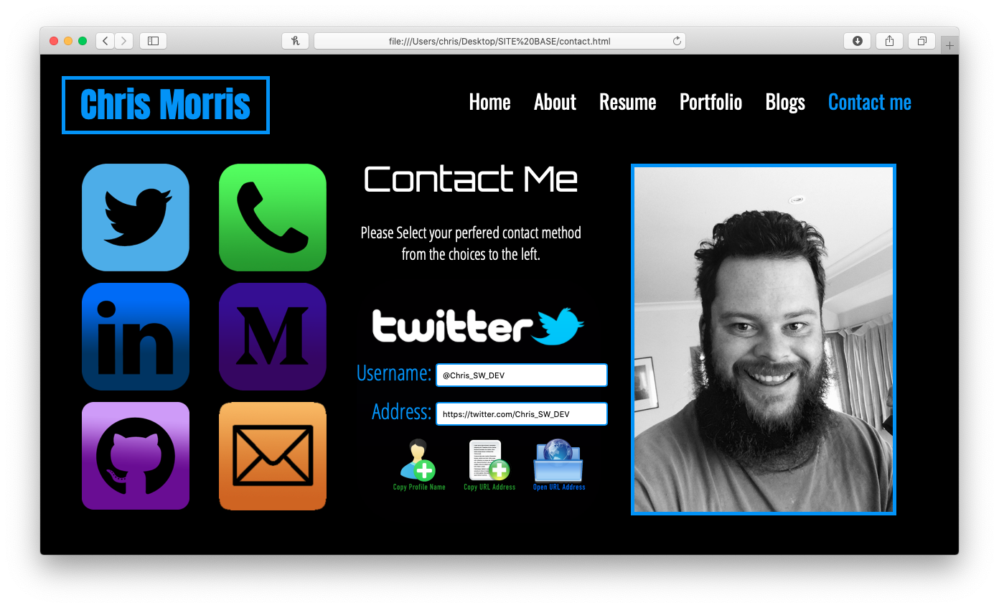 file:///Users/chris/Desktop/SITE%20BASE/contact.html
Chris Morris
Home About Resume Portfolio Blogs Contact me
Contact Me
Please Select your perfered contact method
from the choices to the left.
in
M
twitter
Username: @Chris_SW_DEV
Address: https://twitter.com/Chris_SW_DEV
Copy Profile Name Copy URL Address Open URL Address